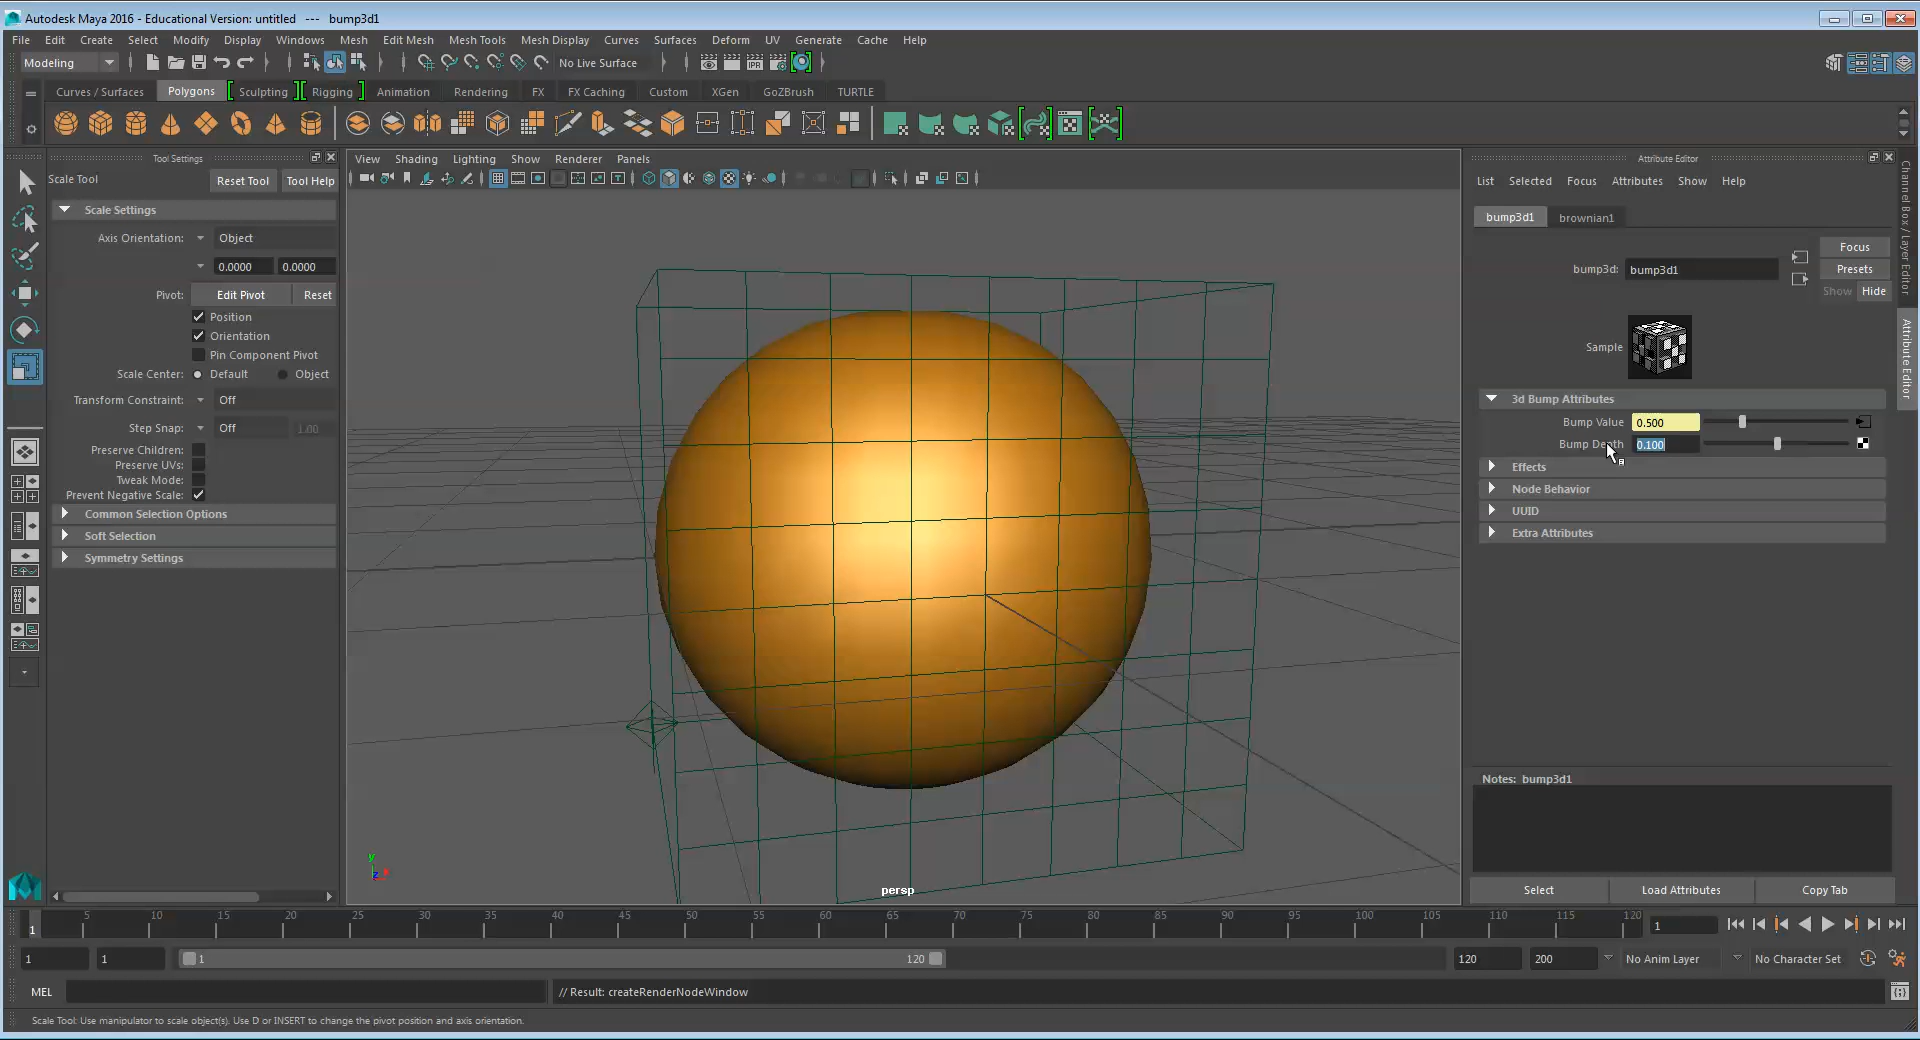 Autodesk Maya 2016 - Educational Version: untitled --- bump3d1
File Edit Create Select Modify Display Windows Mesh Edit Mesh Mesh Tools Mesh Display Curves Surfaces Deform UV Generate Cache Help
Modeling No Live Surface
Curves / Surfaces Polygons Sculpting Rigging Animation Rendering FX FX Caching Custom XGen GoZBrush TURTLE
Tool Settings
Scale Tool Reset Tool Tool Help
Scale Settings
Axis Orientation: Object
0.0000 0.0000
Pivot: Edit Pivot Reset
Position
Orientation
Pin Component Pivot
Scale Center: Default Object
Transform Constraint: Off
Step Snap: Off 1.00
Preserve Children:
Preserve UVs:
Tweak Mode:
Prevent Negative Scale:
Common Selection Options
Soft Selection
Symmetry Settings
View Shading Lighting Show Renderer Panels
IPR
y
z
persp
Attribute Editor
List Selected Focus Attributes Show Help
bump3d1 brownian1
Focus
bump3d: bump3d1 Presets
Show Hide
Sample
3d Bump Attributes
Bump Value 0.500
Bump Depth 0.100
Effects
Node Behavior
UUID
Extra Attributes
Notes: bump3d1
Select Load Attributes Copy Tab
Channel Box / Layer Editor
Attribute Editor
5 10 15 20 25 30 35 40 45 50 55 60 65 70 75 80 85 90 95 100 105 110 115 120
1 1
1 1 1 120 120 200 No Anim Layer No Character Set
MEL // Result: createRenderNodeWindow
Scale Tool: Use manipulator to scale object(s). Use D or INSERT to change the pivot position and axis orientation.